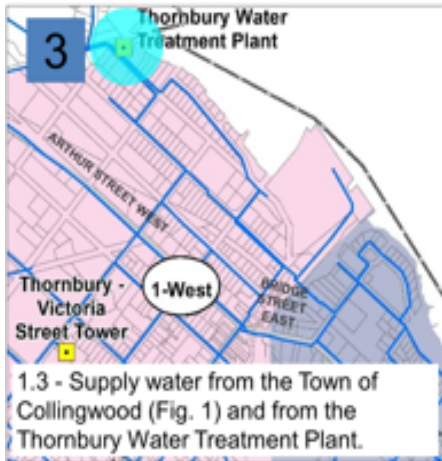 3
Thornbury Water
Treatment Plant
ARTHUR STREET WEST
Thornbury -
Victoria
Street Tower
1-West
BRIDGE
STREET
EAST
1.3 - Supply water from the Town of
Collingwood (Fig. 1) and from the
Thornbury Water Treatment Plant.